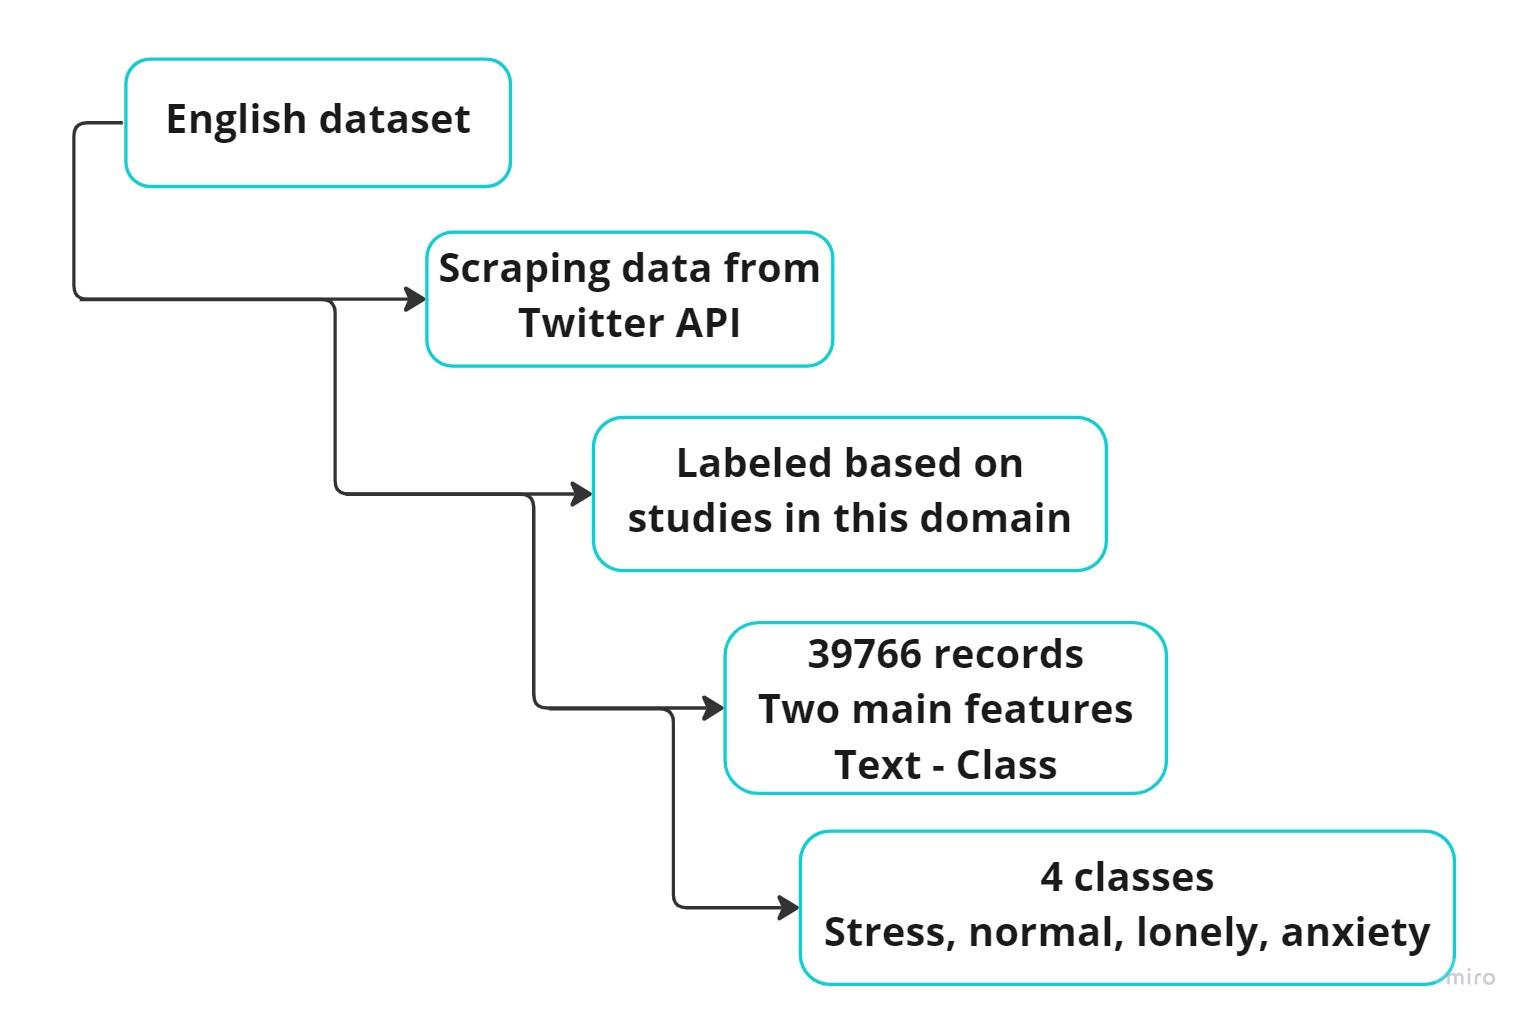 English dataset
Scraping data from
Twitter API
Labeled based on
studies in this domain
39766 records
Two main features
Text - Class
4 classes
Stress, normal, lonely, anxiety
miro